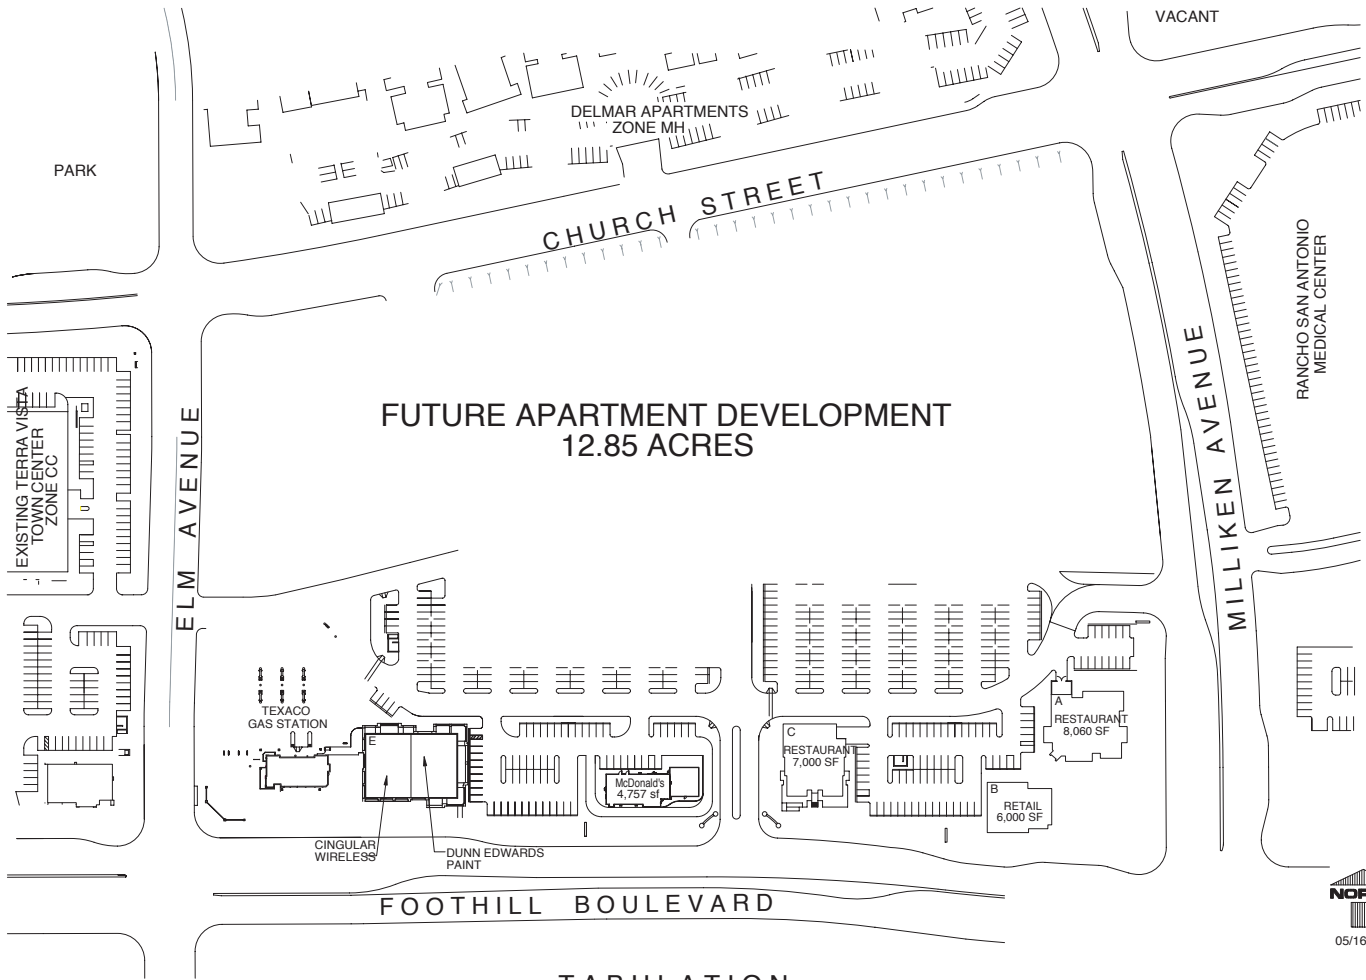 VACANT
DELMAR APARTMENTS
ZONE MH
PARK
CHURCH STREET
RANCHO SAN ANTONIO
MEDICAL CENTER
MILLIKEN AVENUE
EXISTING TERRA VISTA
TOWN CENTER
ZONE CC
ELM AVENUE
FUTURE APARTMENT DEVELOPMENT
12.85 ACRES
TEXACO
GAS STATION
E
McDonald's
4,757 sf
C
RESTAURANT
7,000 SF
A
RESTAURANT
8,060 SF
B
RETAIL
6,000 SF
CINGULAR
WIRELESS
DUNN EDWARDS
PAINT
FOOTHILL BOULEVARD
05/16